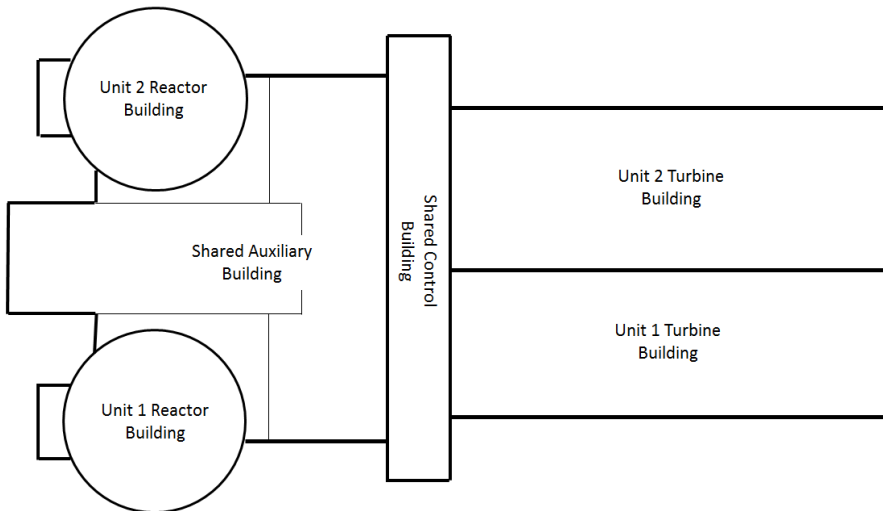 Unit 2 Reactor
Building
Unit 2 Turbine
Building
Shared Auxiliary
Building
Shared Control
Building
Unit 1 Turbine
Building
Unit 1 Reactor
Building